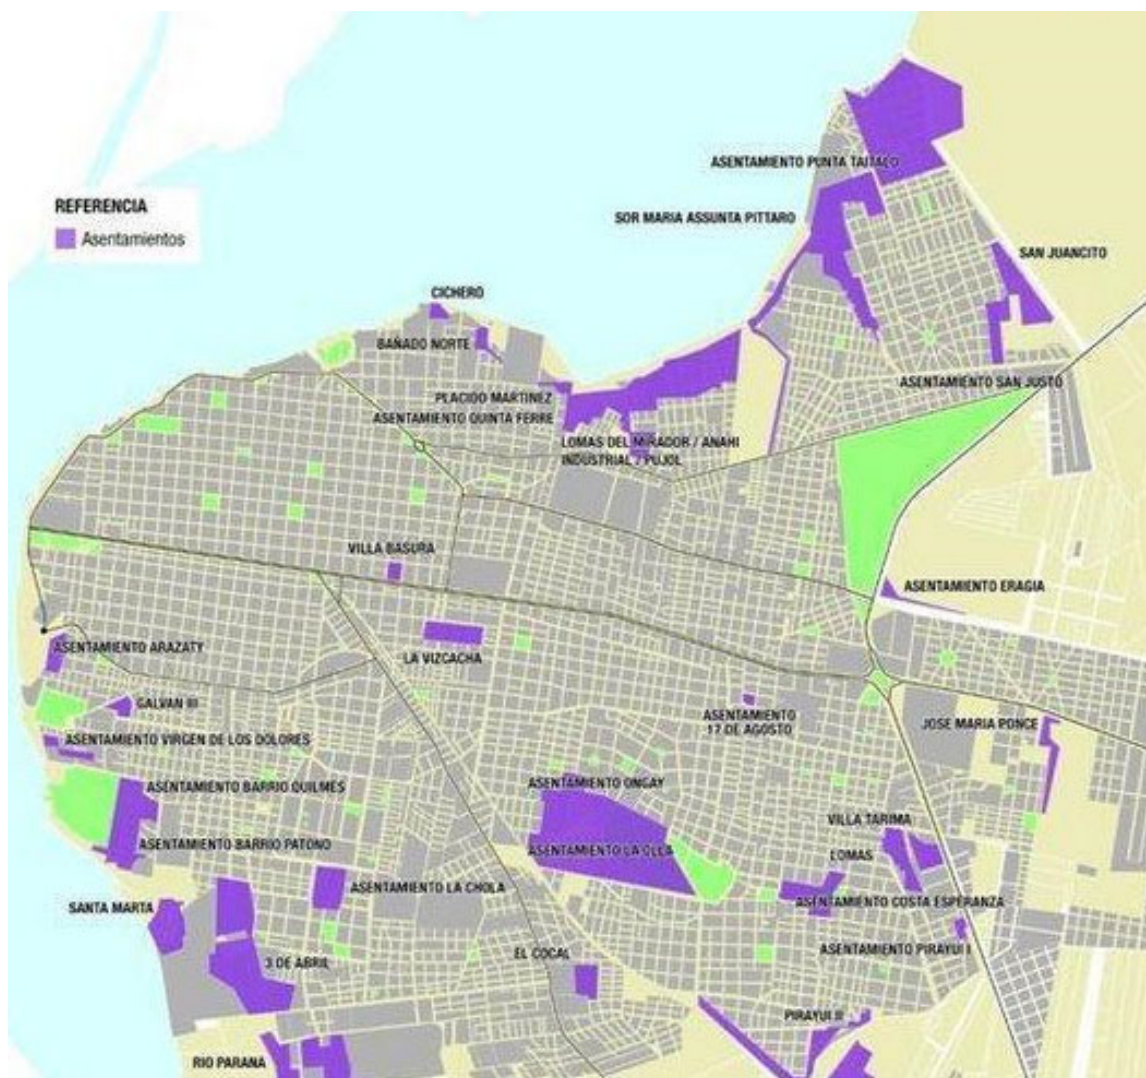 ASENTAMIENTO PUNTA TAITALO
REFERENCIA
Asentamientos
SOR MARIA ASSUNTA PITTARO
SAN JUANCITO
CICHERO
BAÑADO NORTE
ASENTAMIENTO SAN JUSTO
PLACIDO MARTINEZ
ASENTAMIENTO QUINTA FERRE
LOMAS DEL MIRADOR / ANAHI
INDUSTRIAL / PUJOL
VILLA BASURA
ASENTAMIENTO ERAGIA
ASENTAMIENTO ARAZATY
LA VIZCACHA
GALVAN III
ASENTAMIENTO
17 DE AGOSTO
JOSE MARIA PONCE
ASENTAMIENTO VIRGEN DE LOS DOLORES
ASENTAMIENTO BARRIO QUILMES
ASENTAMIENTO ONGAY
VILLA TARIMA
ASENTAMIENTO BARRIO PATONO
ASENTAMIENTO LA OLLA
LOMAS
ASENTAMIENTO LA CHOLA
SANTA MARTA
ASENTAMIENTO COSTA ESPERANZA
3 DE ABRIL
EL COCAL
ASENTAMIENTO PIRAYUI I
PIRAYUI II
RIO PARANA